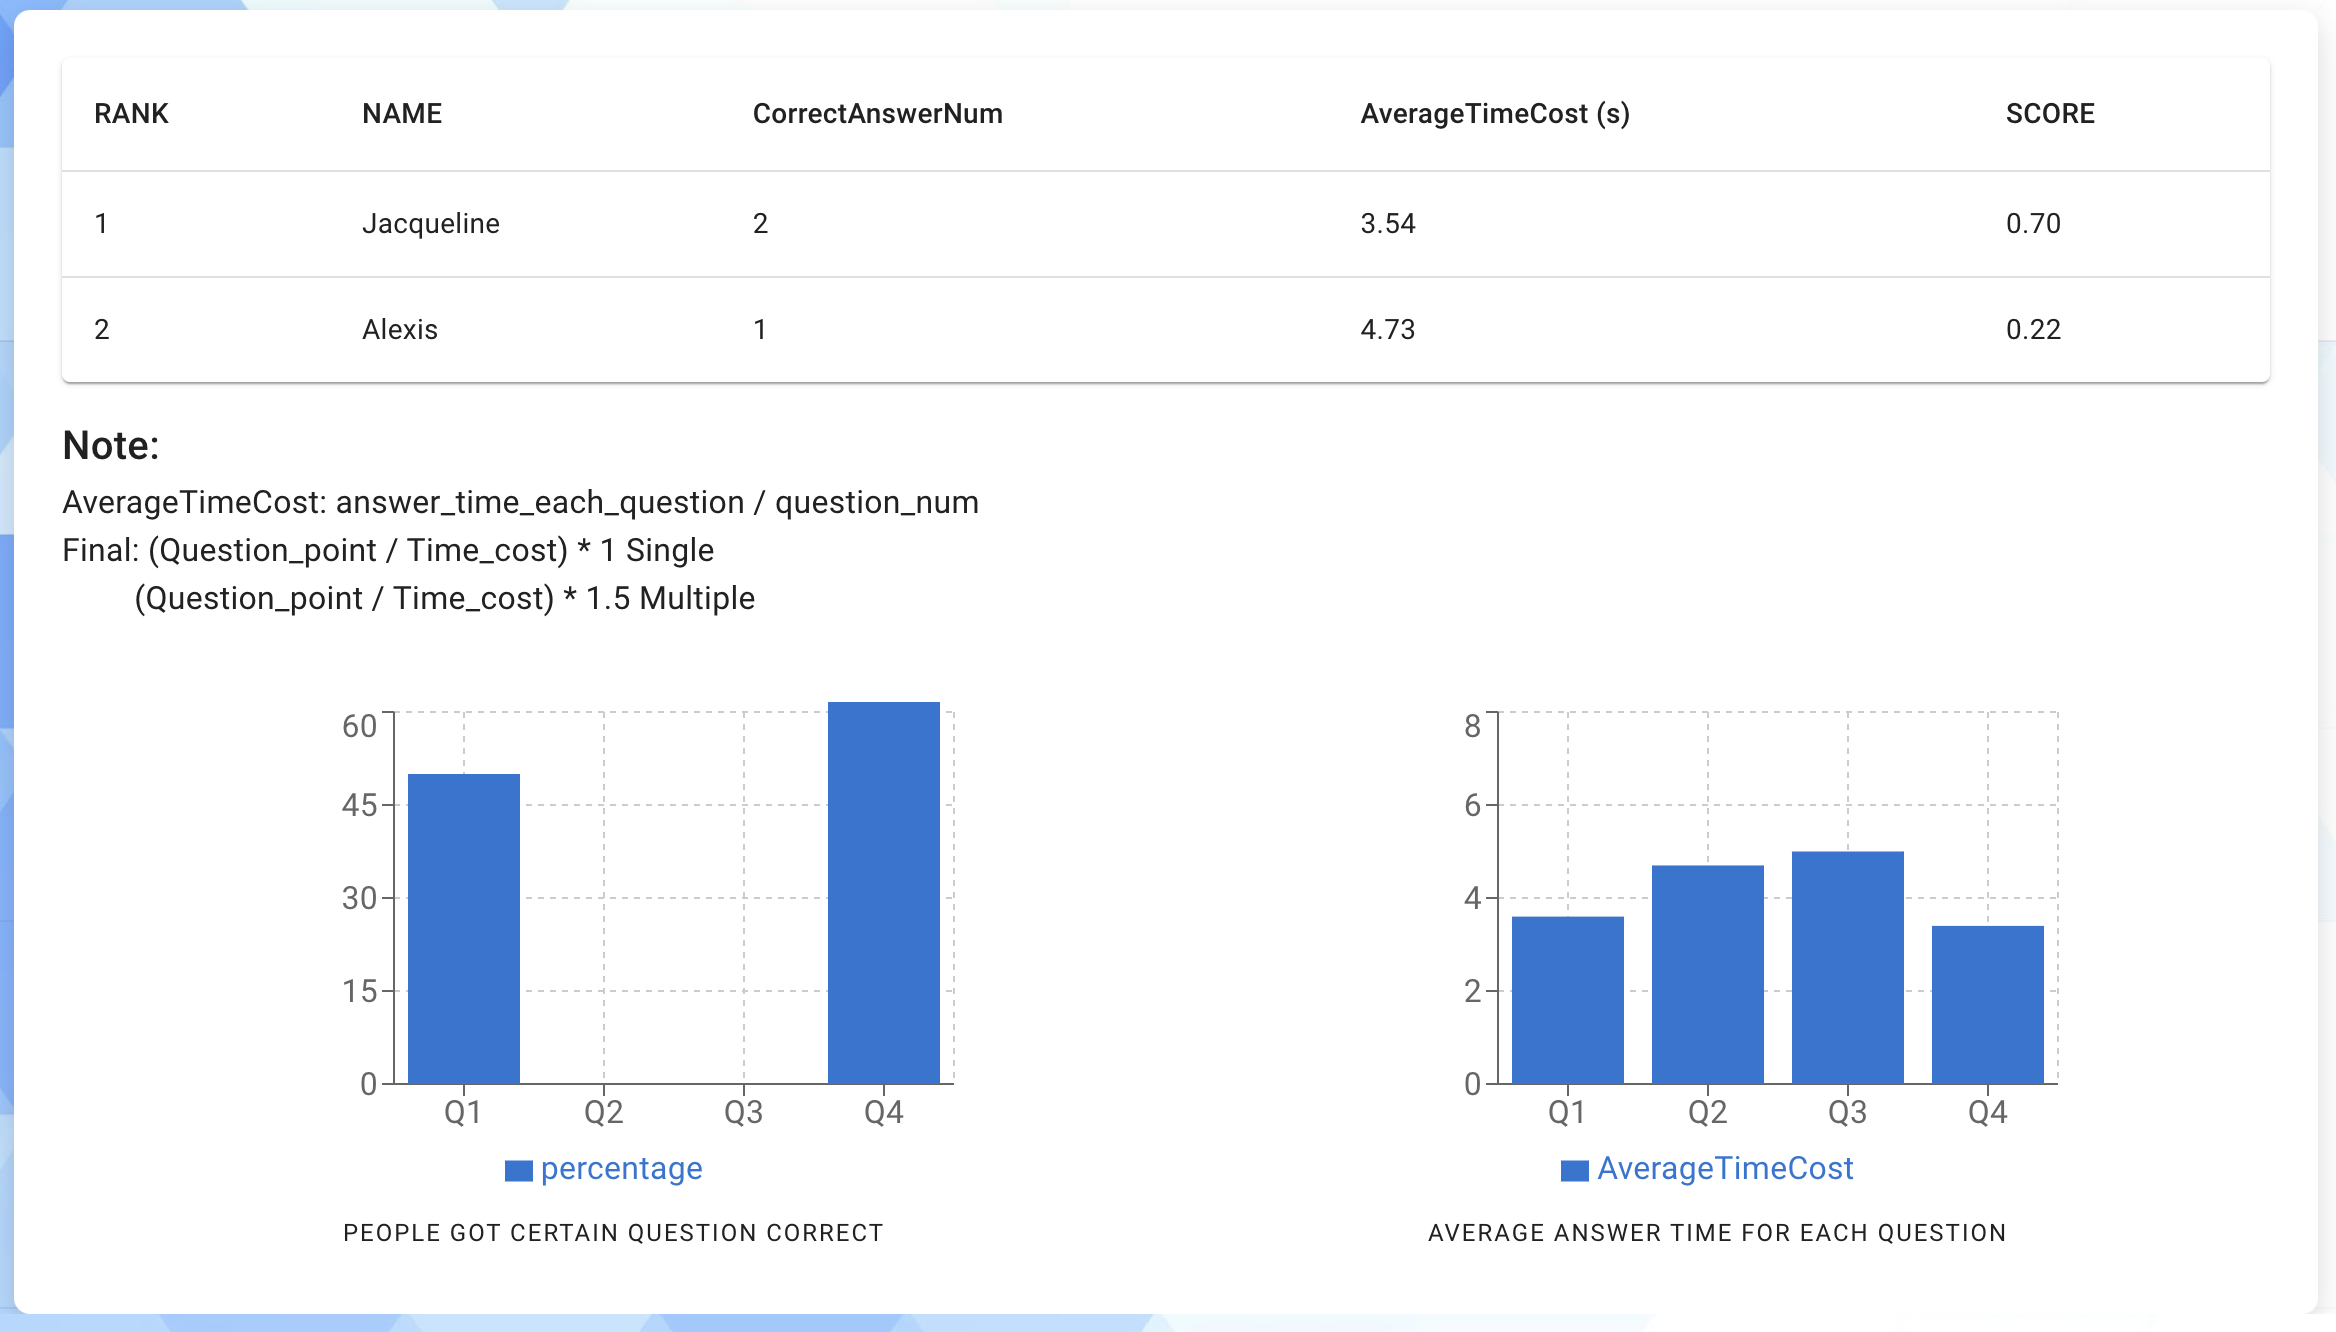 RANK NAME CorrectAnswerNum AverageTimeCost (s) SCORE
1 Jacqueline 2 3.54 0.70
2 Alexis 1 4.73 0.22
Note:
AverageTimeCost: answer_time_each_question / question_num
Final: (Question_point / Time_cost) * 1 Single
(Question_point / Time_cost) * 1.5 Multiple
60
45
30
15
0
Q1 Q2 Q3 Q4
percentage
PEOPLE GOT CERTAIN QUESTION CORRECT
8
6
4
2
0
Q1 Q2 Q3 Q4
AverageTimeCost
AVERAGE ANSWER TIME FOR EACH QUESTION